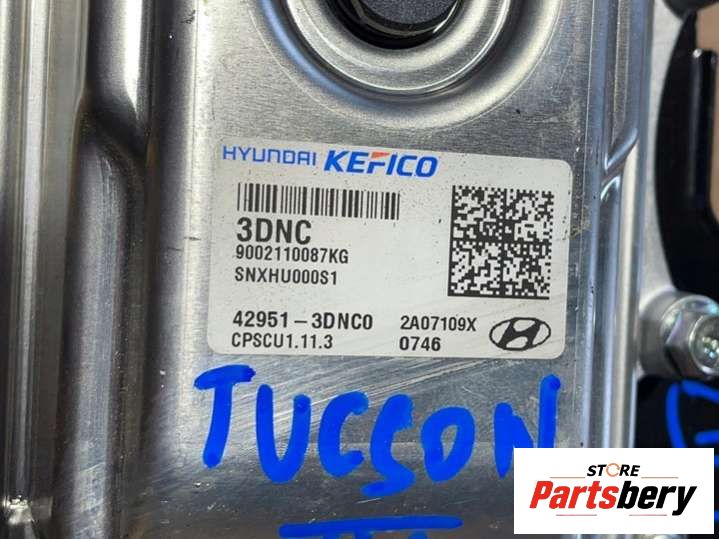 HYUNDAI KEFICO
3DNC
9002110087KG
SNXHU000S1
42951-3DNC0 2A07109X
CPSCU1.11.3 0746
TUCSON
STORE
Partsbery